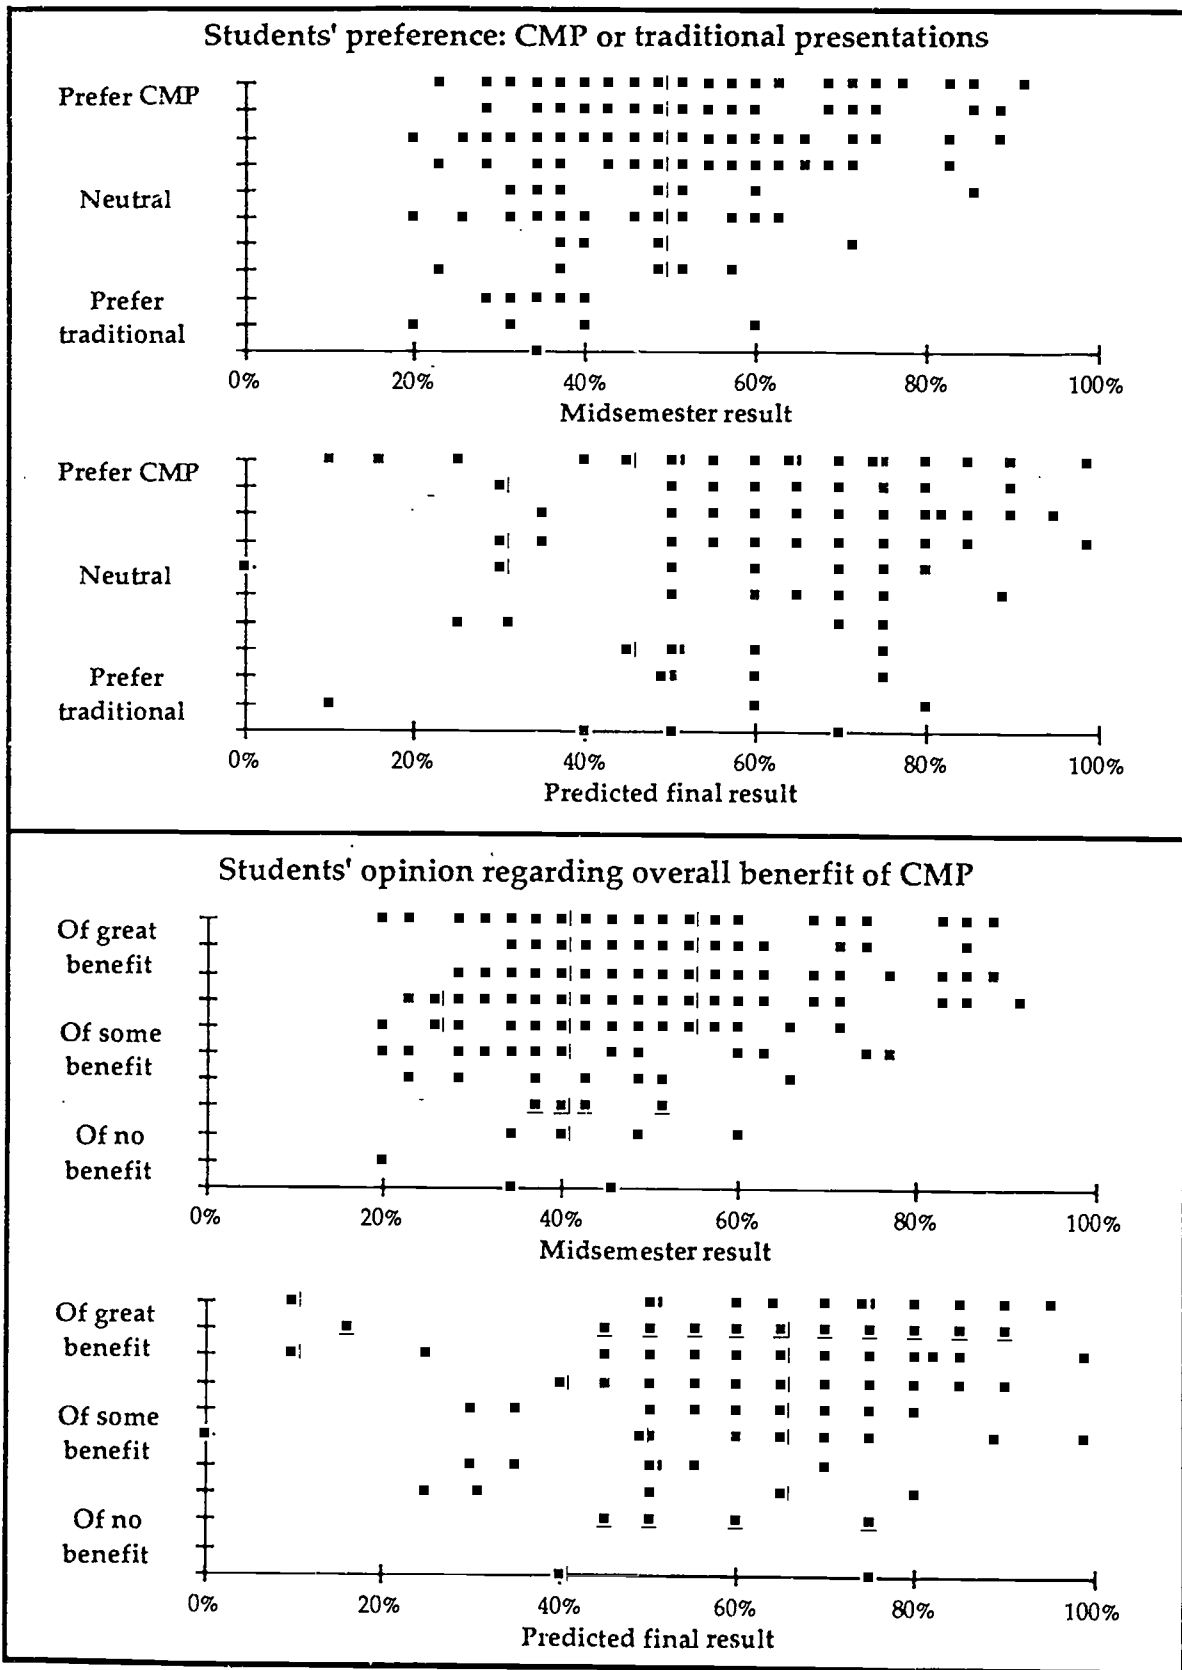 Students' preference: CMP or traditional presentations
Prefer CMP
Neutral
Prefer
traditional
0% 20% 40% 60% 80% 100%
Midsemester result
Prefer CMP
Neutral
Prefer
traditional
0% 20% 40% 60% 80% 100%
Predicted final result
Students' opinion regarding overall benerfit of CMP
Of great
benefit
Of some
benefit
Of no
benefit
0% 20% 40% 60% 80% 100%
Midsemester result
Of great
benefit
Of some
benefit
Of no
benefit
0% 20% 40% 60% 80% 100%
Predicted final result